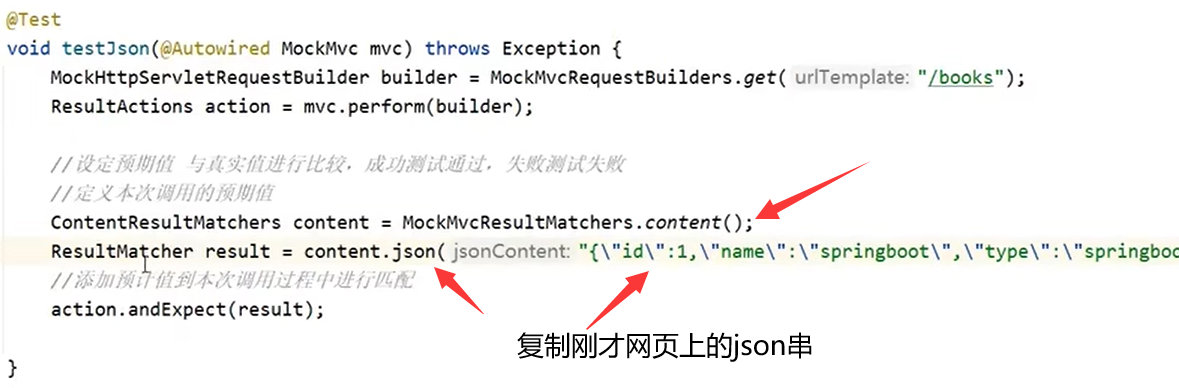 @Test
void testJson(@Autowired MockMvc mvc) throws Exception {
MockHttpServletRequestBuilder builder = MockMvcRequestBuilders.get( urlTemplate: "/books");
ResultActions action = mvc.perform(builder);
//设定预期值 与真实值进行比较，成功测试通过，失败测试失败
//定义本次调用的预期值
ContentResultMatchers content = MockMvcResultMatchers.content();
ResultMatcher result = content.json( jsonContent: "{\"id\":1,\"name\":\"springboot\",\"type\":\"springboo
//添加预计值到本次调用过程中进行匹配
action.andExpect(result);
复制刚才网页上的json串
}